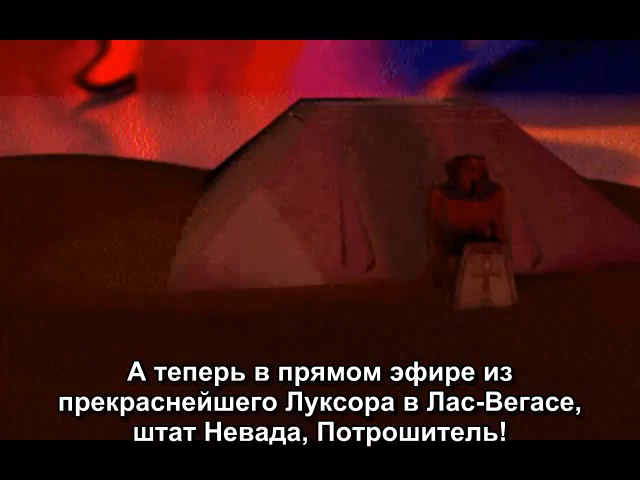 А теперь в прямом эфире из
прекраснейшего Луксора в Лас-Вегасе,
штат Невада, Потрошитель!